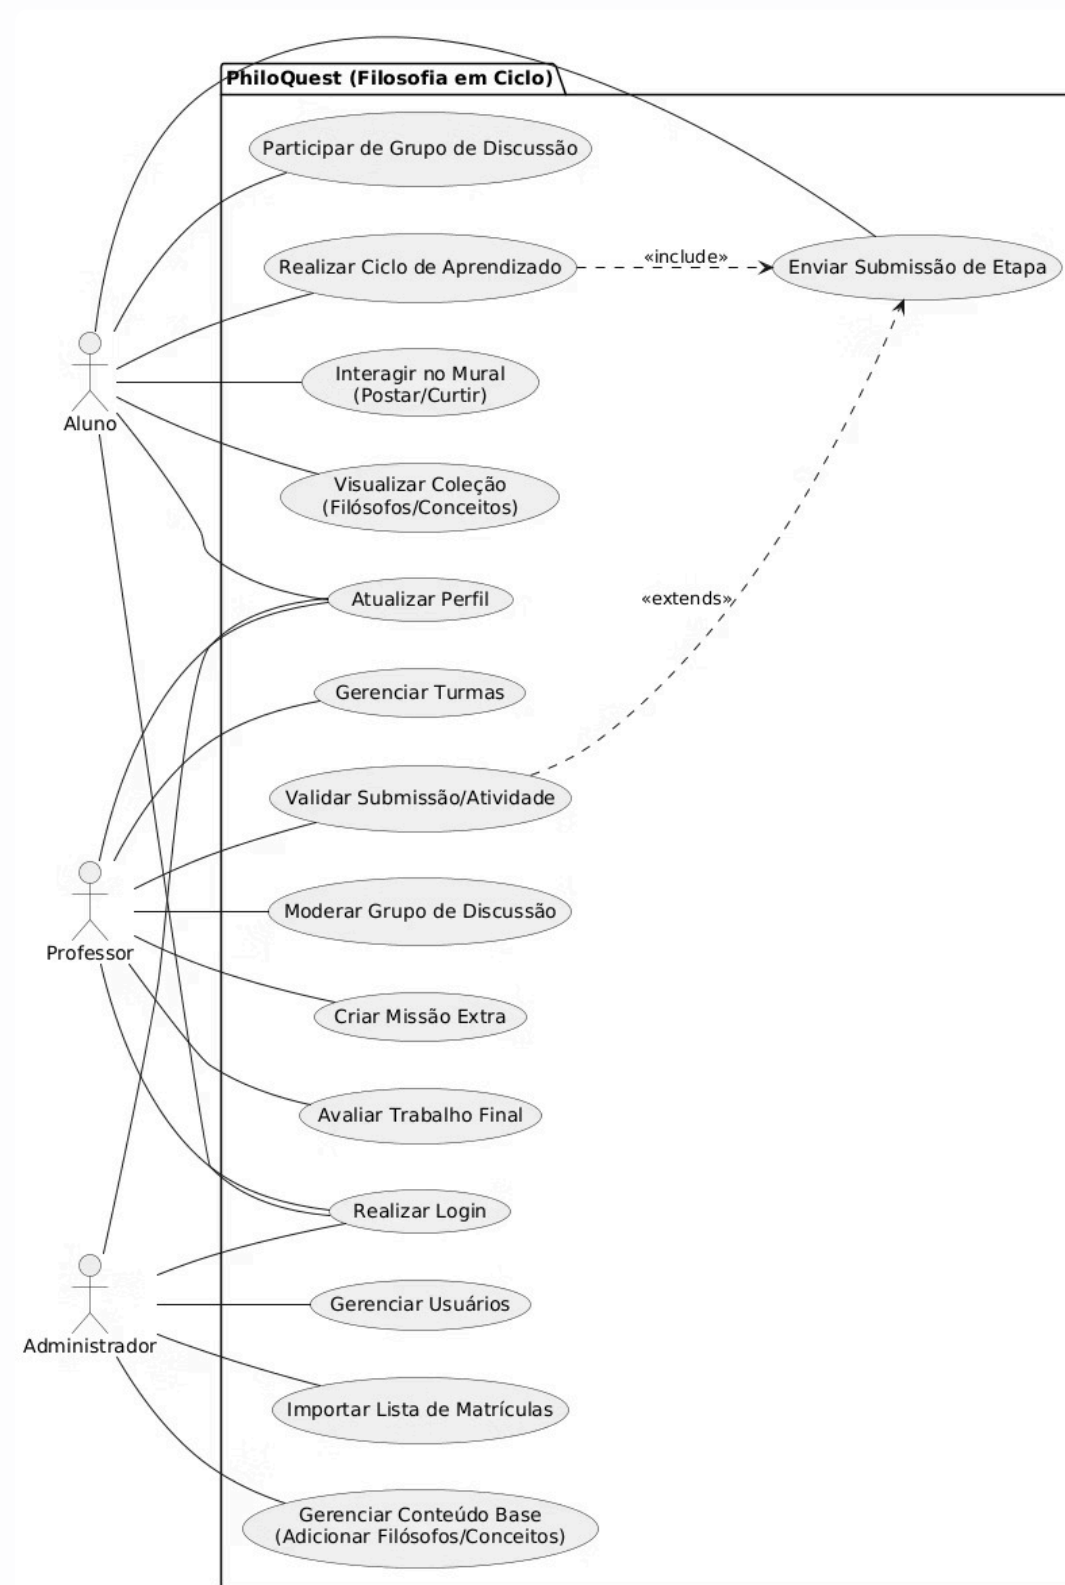 PhiloQuest (Filosofia em Ciclo)
Participar de Grupo de Discussão
Realizar Ciclo de Aprendizado
«include»
Enviar Submissão de Etapa
Interagir no Mural
(Postar/Curtir)
Aluno
Visualizar Coleção
(Filósofos/Conceitos)
Atualizar Perfil
«extends»
Gerenciar Turmas
Validar Submissão/Atividade
Moderar Grupo de Discussão
Professor
Criar Missão Extra
Avaliar Trabalho Final
Realizar Login
Gerenciar Usuários
Administrador
Importar Lista de Matrículas
Gerenciar Conteúdo Base
(Adicionar Filósofos/Conceitos)